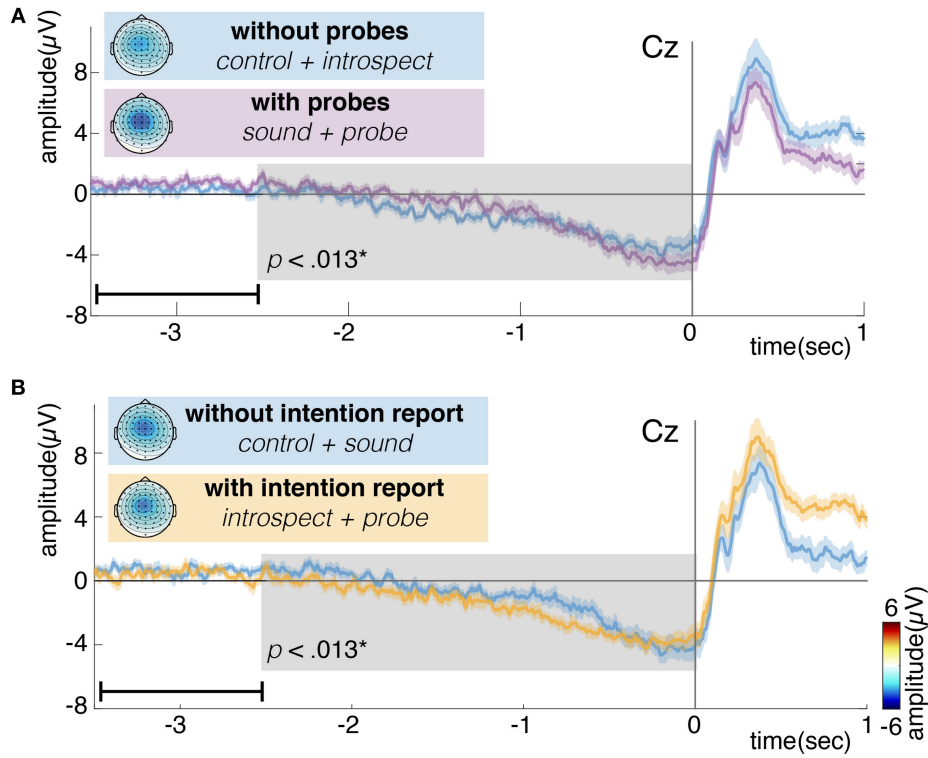 A
without probes
control + introspect
with probes
sound + probe
Cz
amplitude(μV)
8
4
0
-4
-8
p < .013*
-3
-2
-1
0
1
time(sec)
B
without intention report
control + sound
with intention report
introspect + probe
Cz
amplitude(μV)
8
4
0
-4
-8
p < .013*
-3
-2
-1
0
1
time(sec)
6
amplitude(μV)
-6